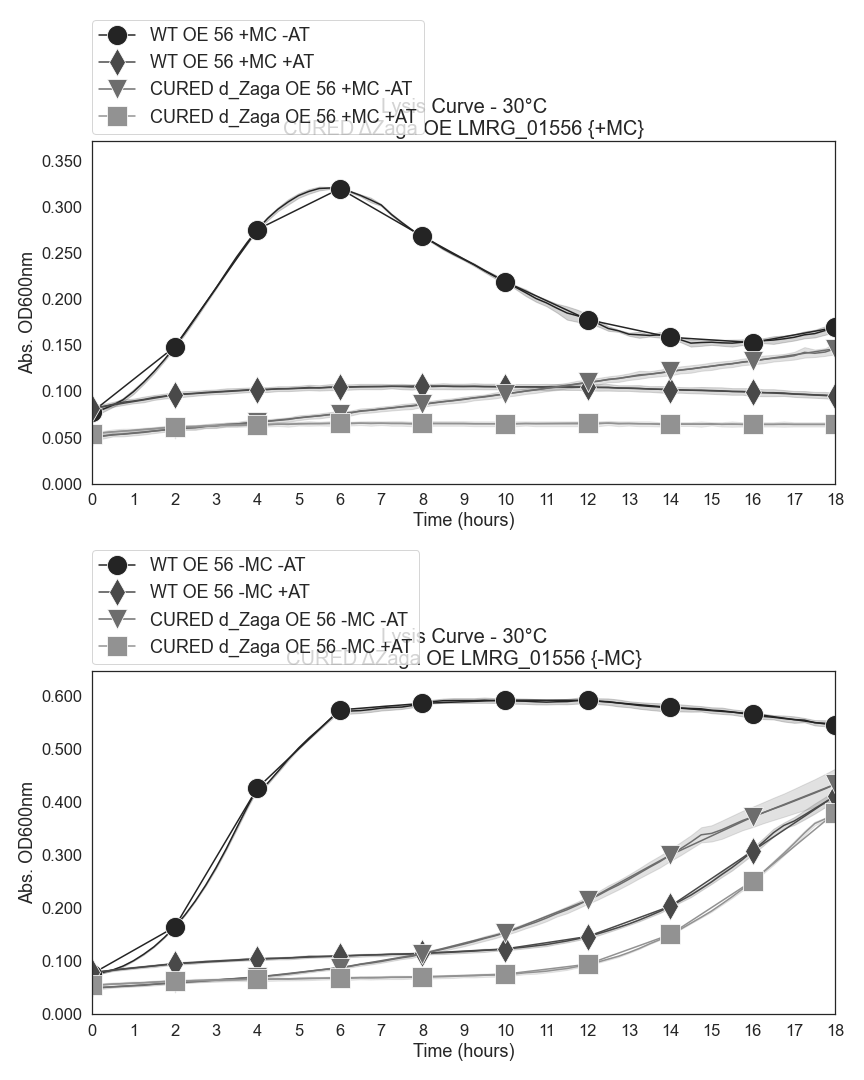 WT OE 56 +MC -AT
WT OE 56 +MC +AT
CURED d_Zaga OE 56 +MC -AT
CURED d_Zaga OE 56 +MC +AT
Lysis Curve - 30°C
CURED ΔZaga OE LMRG_01556 {+MC}
Abs. OD600nm
0.350
0.300
0.250
0.200
0.150
0.100
0.050
0.000
0 1 2 3 4 5 6 7 8 9 10 11 12 13 14 15 16 17 18
Time (hours)
WT OE 56 -MC -AT
WT OE 56 -MC +AT
CURED d_Zaga OE 56 -MC -AT
CURED d_Zaga OE 56 -MC +AT
Lysis Curve - 30°C
CURED ΔZaga OE LMRG_01556 {-MC}
Abs. OD600nm
0.600
0.500
0.400
0.300
0.200
0.100
0.000
0 1 2 3 4 5 6 7 8 9 10 11 12 13 14 15 16 17 18
Time (hours)